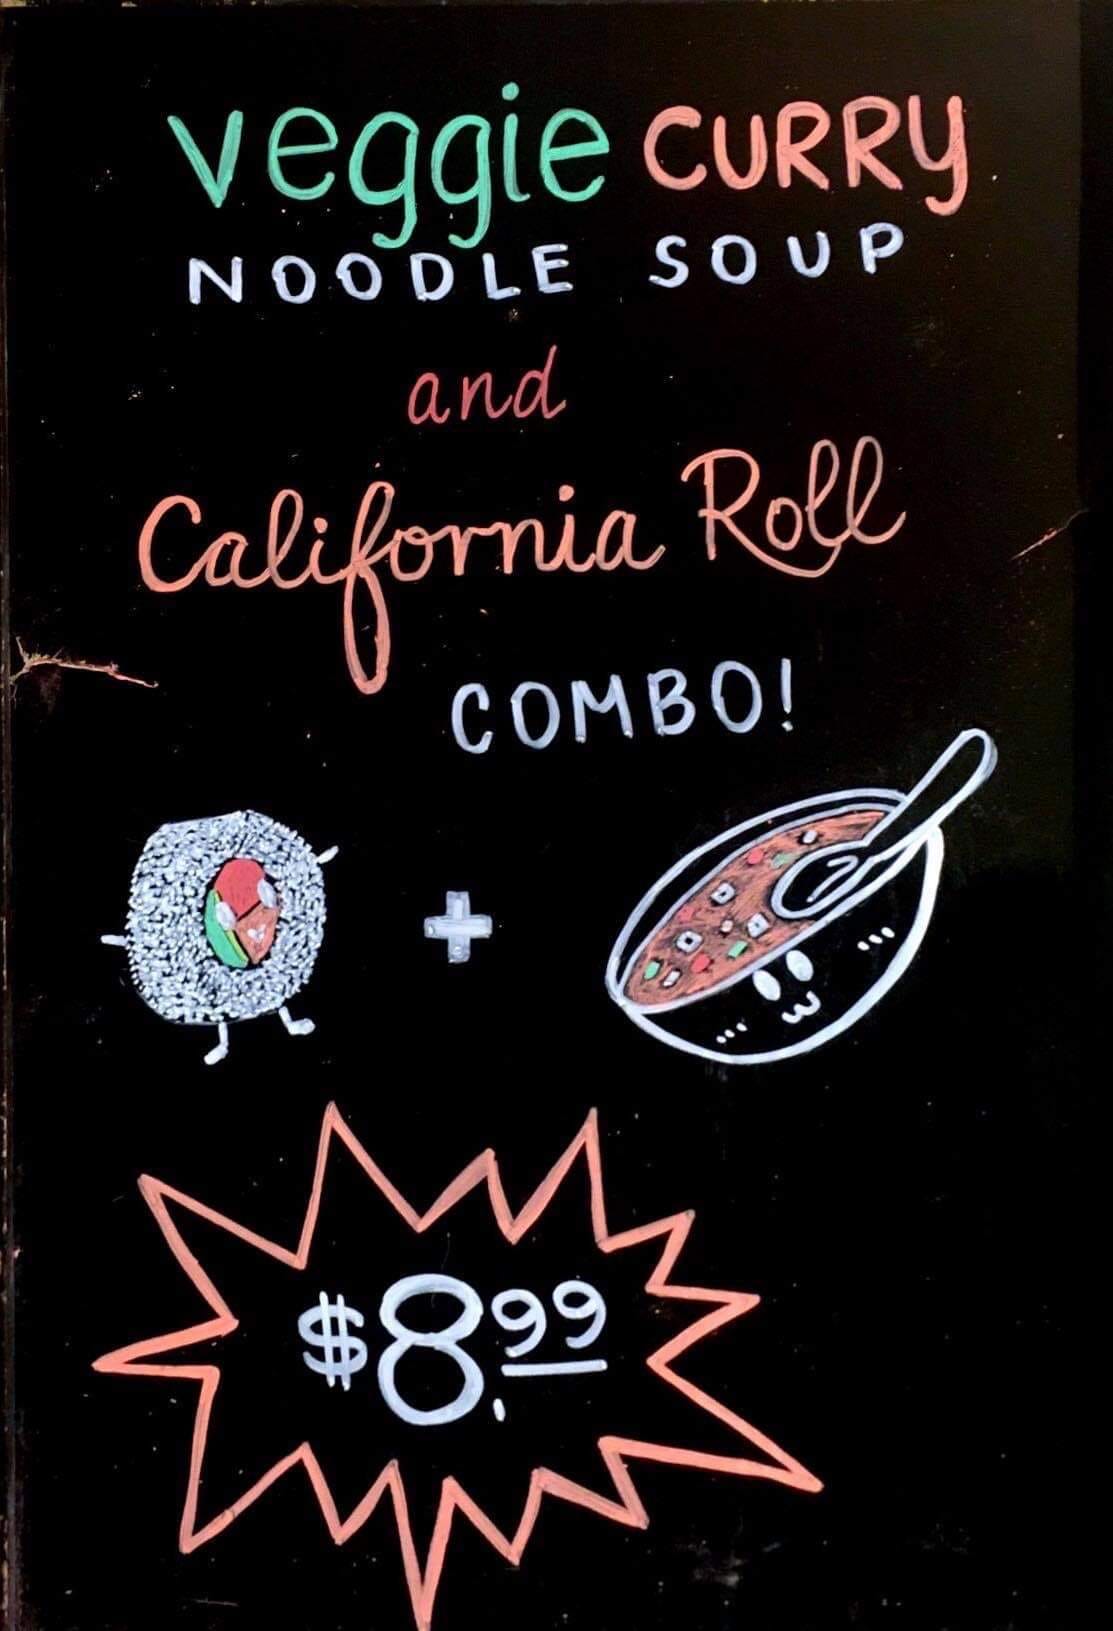 veggie CURRY
NOODLE SOUP
and
California Roll
COMBO!
+
$8.99